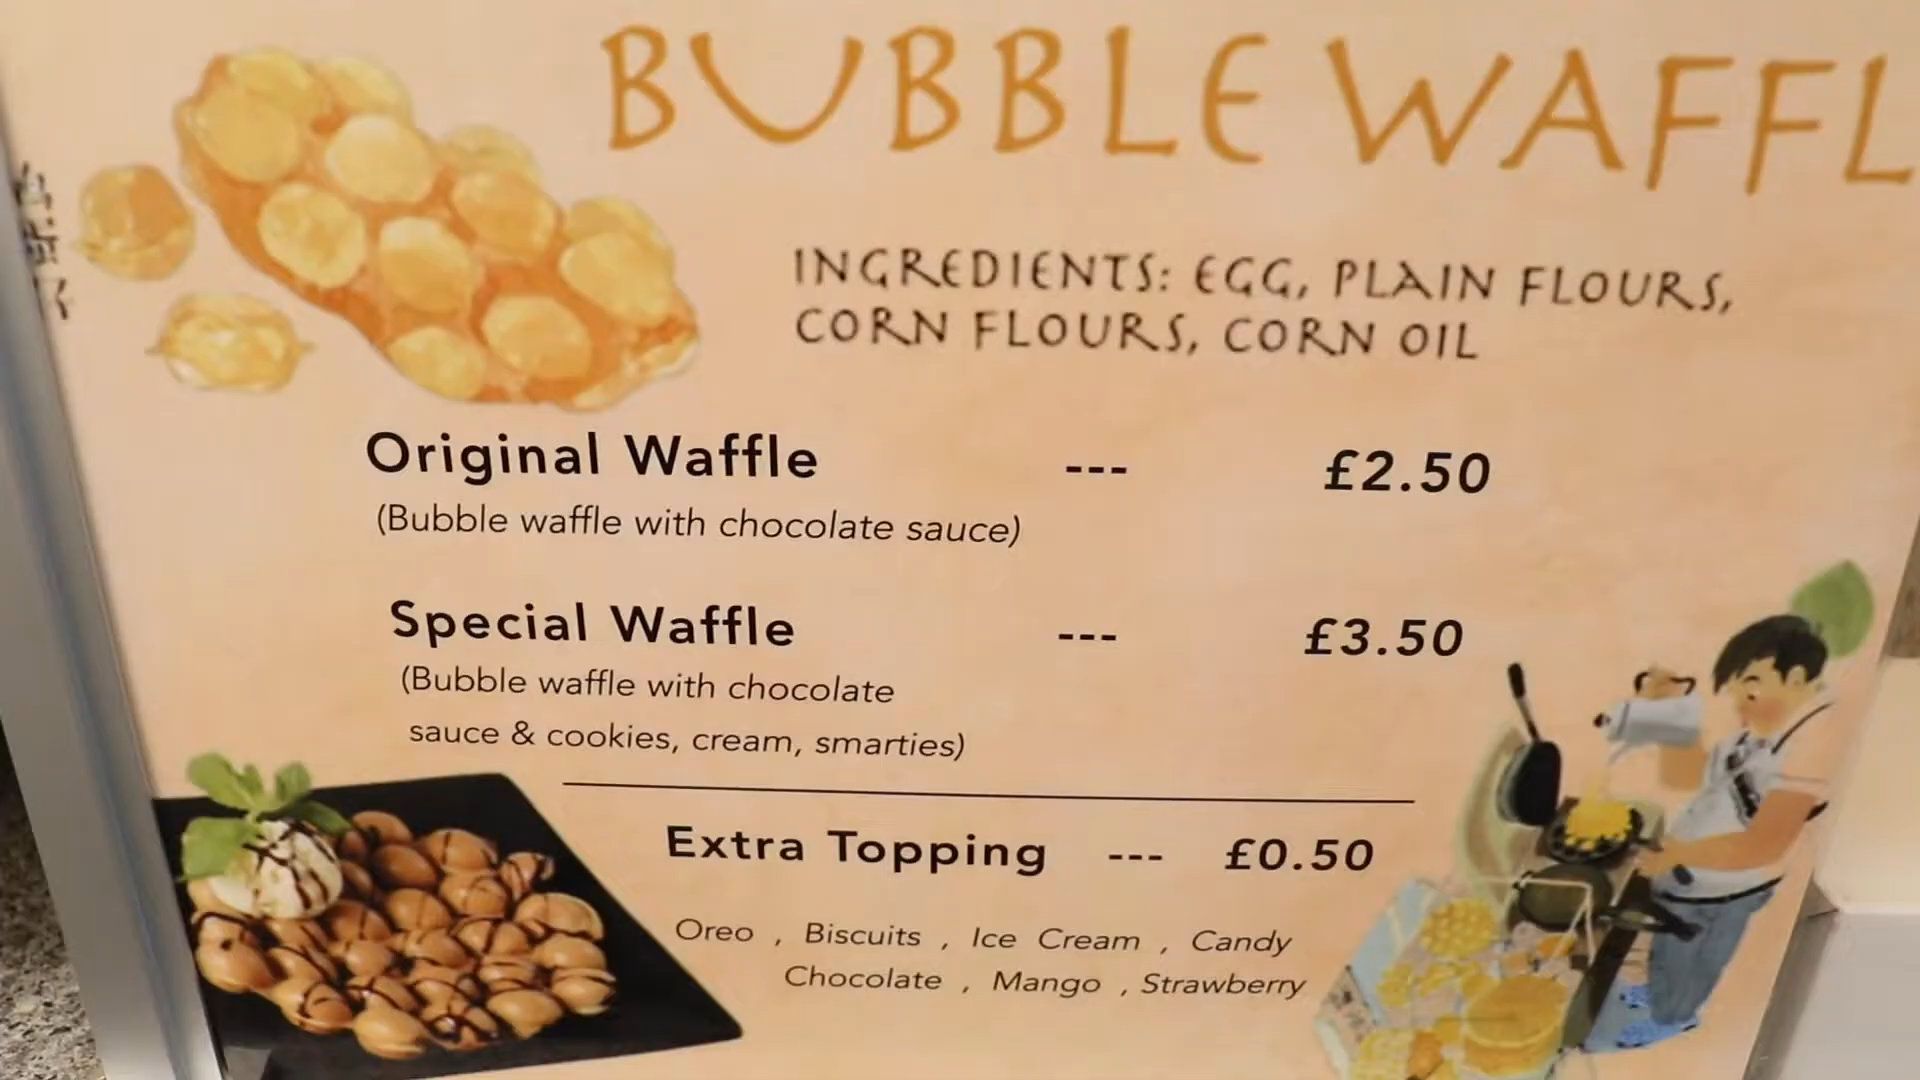 BUBBLE WAFFL
INGREDIENTS: EGG, PLAIN FLOURS,
CORN FLOURS, CORN OIL
Original Waffle --- £2.50
(Bubble waffle with chocolate sauce)
Special Waffle --- £3.50
(Bubble waffle with chocolate
sauce & cookies, cream, smarties)
Extra Topping --- £0.50
Oreo , Biscuits , Ice Cream , Candy
Chocolate , Mango , Strawberry